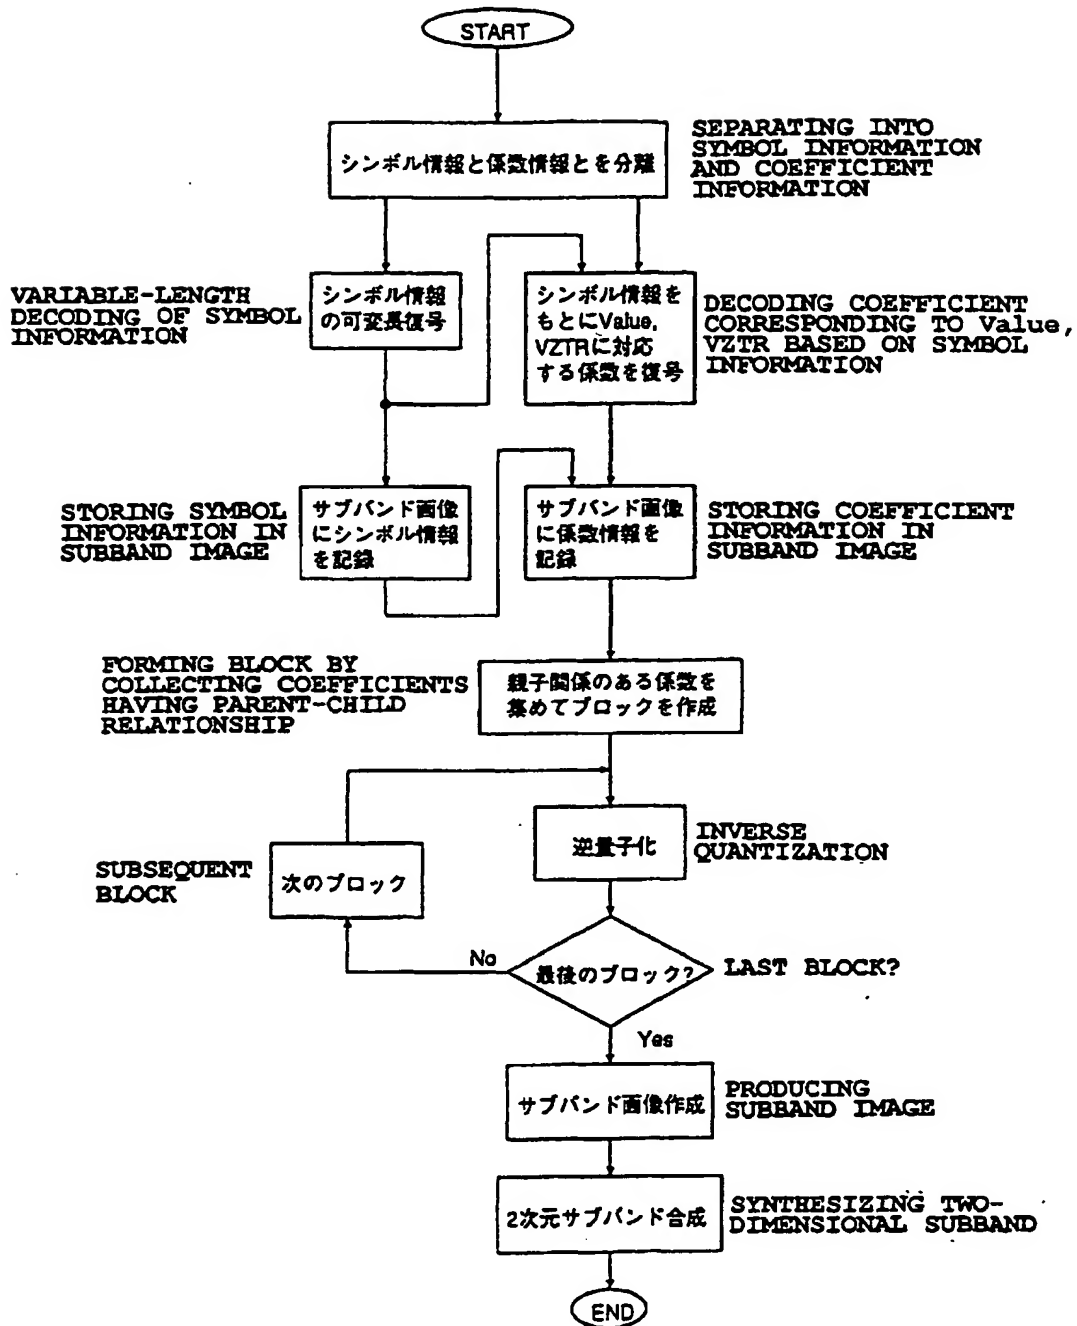 START
シンボル情報と係数情報とを分離
SEPARATING INTO
SYMBOL INFORMATION
AND COEFFICIENT
INFORMATION
VARIABLE-LENGTH
DECODING OF SYMBOL
INFORMATION
シンボル情報
の可変長復号
シンボル情報を
もとにValue,
VZTRに対応
する係数を復号
DECODING COEFFICIENT
CORRESPONDING TO Value,
VZTR BASED ON SYMBOL
INFORMATION
STORING SYMBOL
INFORMATION IN
SUBBAND IMAGE
サブバンド画像
にシンボル情報
を記録
サブバンド画像
に係数情報を
記録
STORING COEFFICIENT
INFORMATION IN
SUBBAND IMAGE
FORMING BLOCK BY
COLLECTING COEFFICIENTS
HAVING PARENT-CHILD
RELATIONSHIP
親子関係のある係数を
集めてブロックを作成
逆量子化
INVERSE
QUANTIZATION
SUBSEQUENT
BLOCK
次のブロック
No
最後のブロック?
LAST BLOCK?
Yes
サブバンド画像作成
PRODUCING
SUBBAND IMAGE
2次元サブバンド合成
SYNTHESIZING TWO-
DIMENSIONAL SUBBAND
END